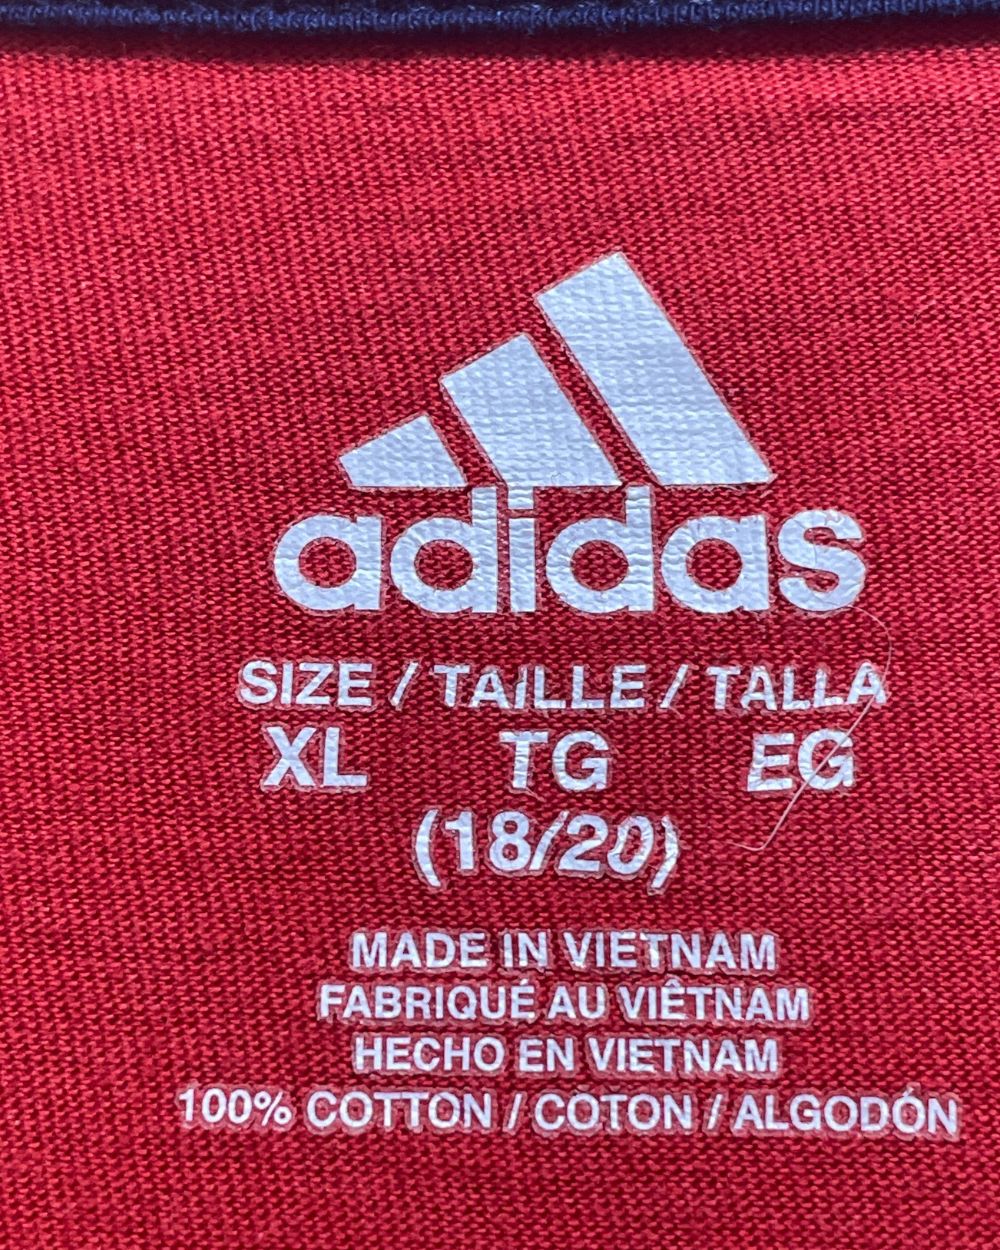 adidas
SIZE / TAILLE / TALLA
XL TG EG
(18/20)
MADE IN VIETNAM
FABRIQUÉ AU VIÊTNAM
HECHO EN VIETNAM
100% COTTON / COTON / ALGODÓN